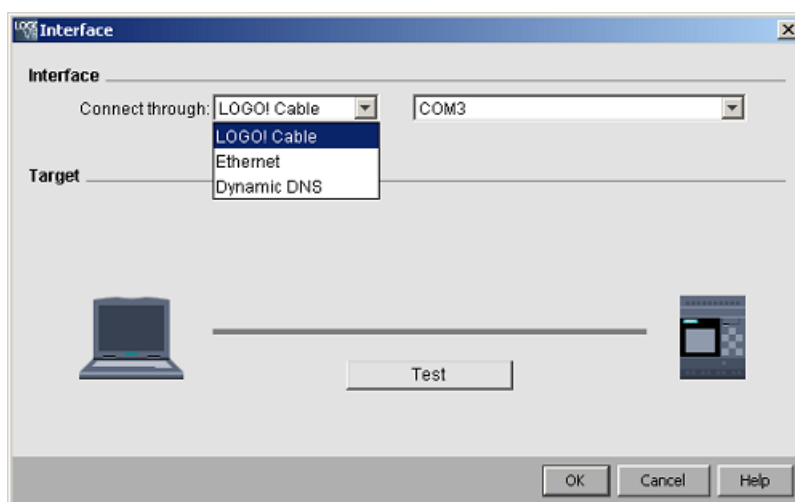 Interface
Interface
Connect through: LOGO! Cable COM3
LOGO! Cable
Ethernet
Dynamic DNS
Target
Test
OK Cancel Help